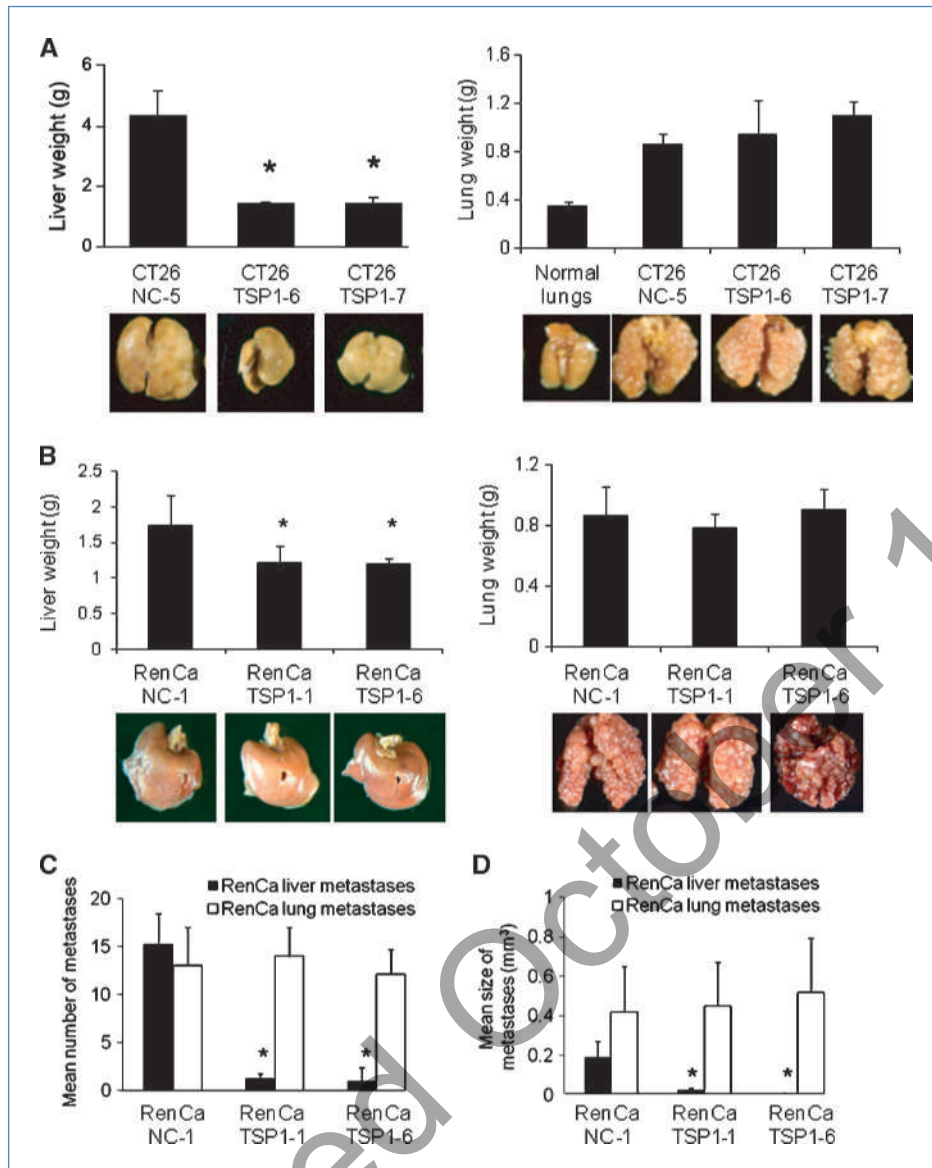 A
Liver weight (g)
6
4
2
0
*
*
CT26
NC-5
CT26
TSP1-6
CT26
TSP1-7
Lung weight (g)
1.6
1.2
0.8
0.4
0
Normal
lungs
CT26
NC-5
CT26
TSP1-6
CT26
TSP1-7
B
Liver weight (g)
2.5
2
1.5
1
0.5
0
*
*
RenCa
NC-1
RenCa
TSP1-1
RenCa
TSP1-6
Lung weight (g)
1.2
0.8
0.4
0
RenCa
NC-1
RenCa
TSP1-1
RenCa
TSP1-6
C
RenCa liver metastases
RenCa lung metastases
Mean number of metastases
20
15
10
5
0
*
*
RenCa
NC-1
RenCa
TSP1-1
RenCa
TSP1-6
D
RenCa liver metastases
RenCa lung metastases
Mean size of
metastases (mm³)
1
0.8
0.6
0.4
0.2
0
*
*
RenCa
NC-1
RenCa
TSP1-1
RenCa
TSP1-6
October 1